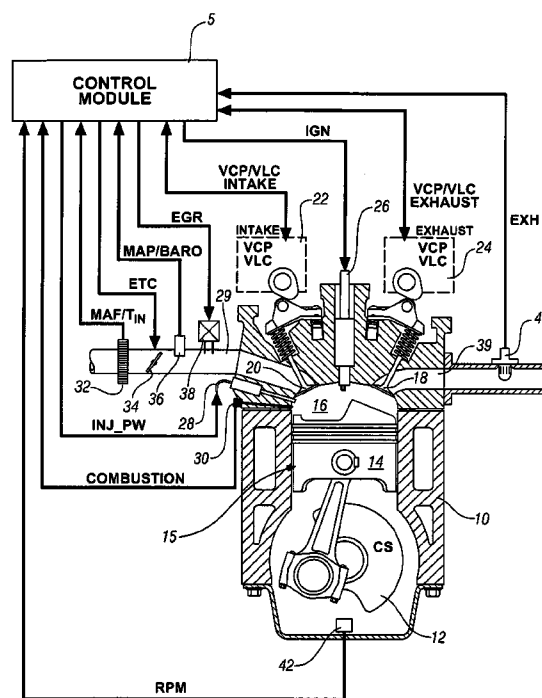 5
CONTROL
MODULE
IGN
VCP/VLC
INTAKE
22
26
VCP/VLC
EXHAUST
EGR
INTAKE
VCP
VLC
EXHAUST
VCP
VLC
24
EXH
MAP/BARO
ETC
29
MAF/TIN
4
39
32
34
36
38
20
18
16
28
INJ_PW
30
COMBUSTION
14
15
10
CS
12
42
RPM